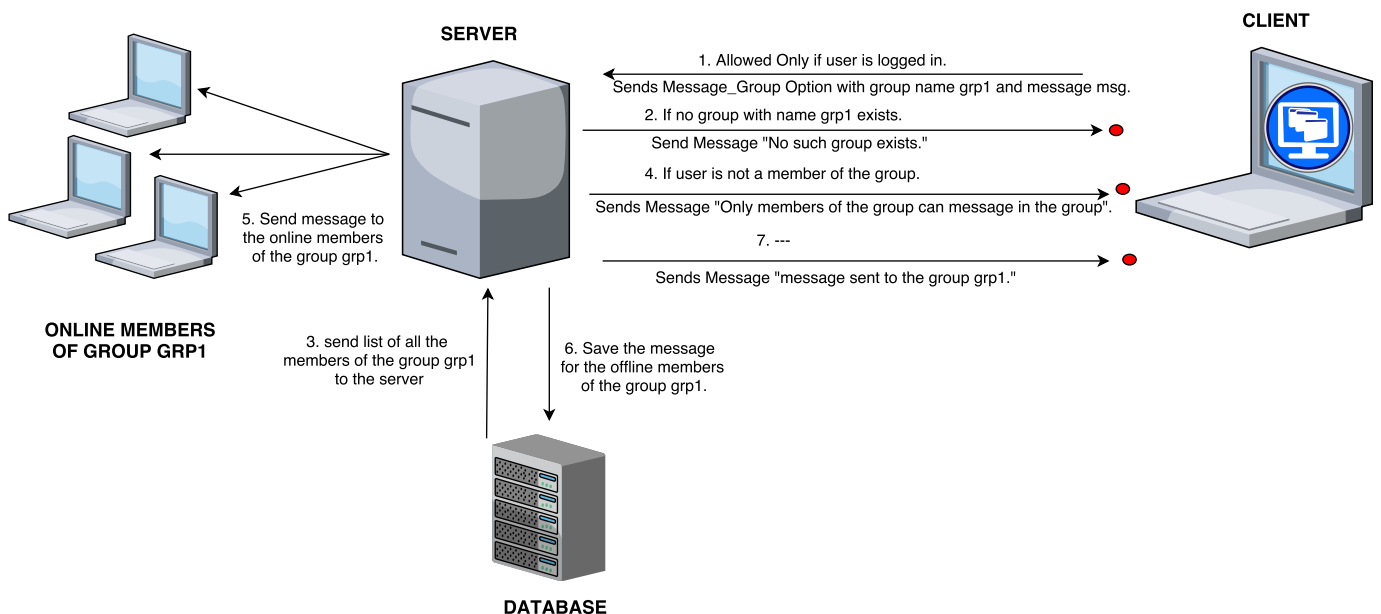 SERVER
CLIENT
1. Allowed Only if user is logged in.
Sends Message_Group Option with group name grp1 and message msg.
2. If no group with name grp1 exists.
Send Message "No such group exists."
4. If user is not a member of the group.
Sends Message "Only members of the group can message in the group".
7. ---
Sends Message "message sent to the group grp1."
5. Send message to
the online members
of the group grp1.
ONLINE MEMBERS
OF GROUP GRP1
3. send list of all the
members of the group grp1
to the server
6. Save the message
for the offline members
of the group grp1.
DATABASE